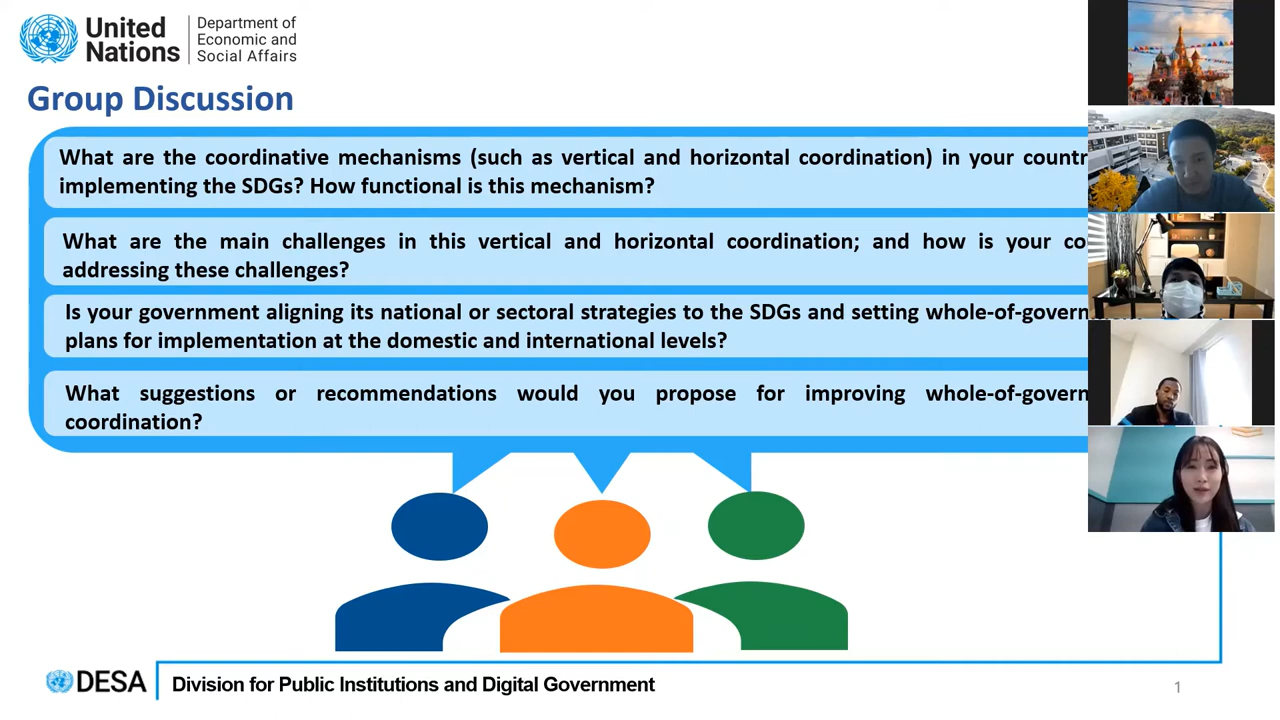 United
Nations
Department of
Economic and
Social Affairs
Group Discussion
What are the coordinative mechanisms (such as vertical and horizontal coordination) in your countr
implementing the SDGs? How functional is this mechanism?
What are the main challenges in this vertical and horizontal coordination; and how is your co
addressing these challenges?
Is your government aligning its national or sectoral strategies to the SDGs and setting whole-of-govern
plans for implementation at the domestic and international levels?
What suggestions or recommendations would you propose for improving whole-of-govern
coordination?
DESA
Division for Public Institutions and Digital Government
1